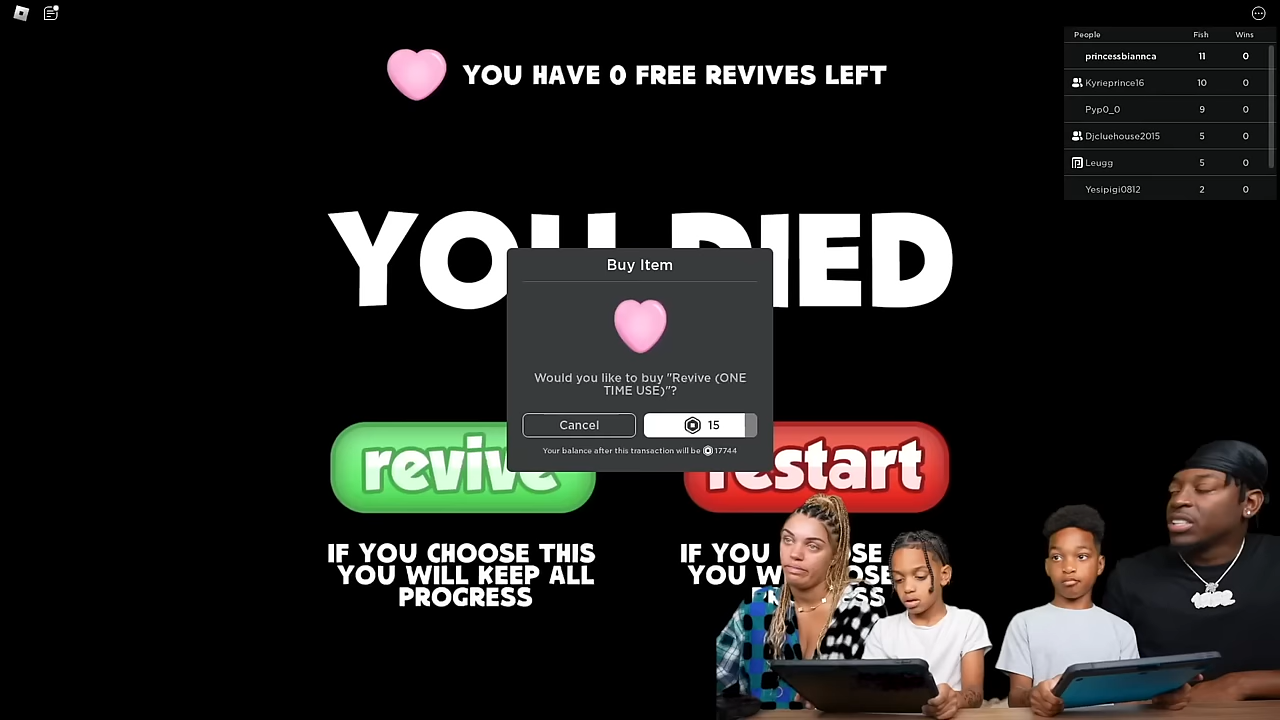 YOU HAVE 0 FREE REVIVES LEFT
People Fish Wins
princessbiannca 11 0
Kyrieprince16 10 0
Pyp0_0 9 0
Djcluehouse2015 5 0
Leugg 5 0
Yesipigi0812 2 0
YOU DIED
Buy Item
Would you like to buy "Revive (ONE
TIME USE)"?
Cancel 15
Your balance after this transaction will be 17744
revive restart
IF YOU CHOOSE THIS
YOU WILL KEEP ALL
PROGRESS
IF YOU
YOU